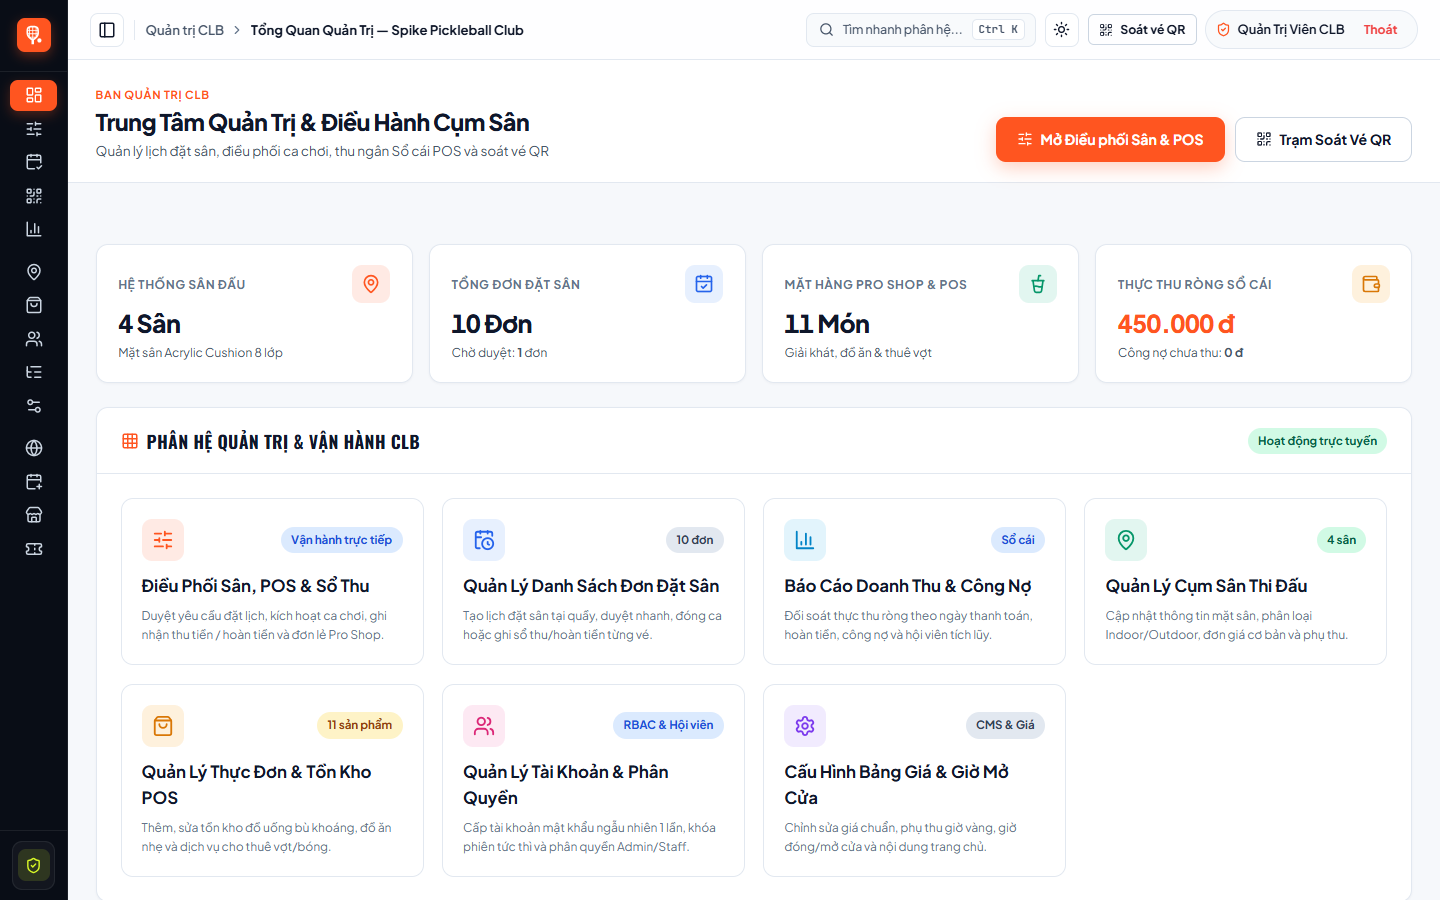 Quản trị CLB
Tổng Quan Quản Trị — Spike Pickleball Club
Tìm nhanh phân hệ...
Ctrl K
Soát vé QR
Quản Trị Viên CLB
Thoát
BAN QUẢN TRỊ CLB
Trung Tâm Quản Trị & Điều Hành Cụm Sân
Quản lý lịch đặt sân, điều phối ca chơi, thu ngân Sổ cái POS và soát vé QR
Mở Điều phối Sân & POS
Trạm Soát Vé QR
HỆ THỐNG SÂN ĐẤU
4 Sân
Mặt sân Acrylic Cushion 8 lớp
TỔNG ĐƠN ĐẶT SÂN
10 Đơn
Chờ duyệt: 1 đơn
MẶT HÀNG PRO SHOP & POS
11 Món
Giải khát, đồ ăn & thuê vợt
THỰC THU RÒNG SỔ CÁI
450.000 đ
Công nợ chưa thu: 0 đ
PHÂN HỆ QUẢN TRỊ & VẬN HÀNH CLB
Hoạt động trực tuyến
Vận hành trực tiếp
Điều Phối Sân, POS & Sổ Thu
Duyệt yêu cầu đặt lịch, kích hoạt ca chơi, ghi
nhận thu tiền / hoàn tiền và đơn lẻ Pro Shop.
10 đơn
Quản Lý Danh Sách Đơn Đặt Sân
Tạo lịch đặt sân tại quầy, duyệt nhanh, đóng ca
hoặc ghi sổ thu/hoàn tiền từng vé.
Sổ cái
Báo Cáo Doanh Thu & Công Nợ
Đối soát thực thu ròng theo ngày thanh toán,
hoàn tiền, công nợ và hội viên tích lũy.
4 sân
Quản Lý Cụm Sân Thi Đấu
Cập nhật thông tin mặt sân, phân loại
Indoor/Outdoor, đơn giá cơ bản và phụ thu.
11 sản phẩm
Quản Lý Thực Đơn & Tồn Kho
POS
Thêm, sửa tồn kho đồ uống bù khoáng, đồ ăn
nhẹ và dịch vụ cho thuê vợt/bóng.
RBAC & Hội viên
Quản Lý Tài Khoản & Phân
Quyền
Cấp tài khoản mật khẩu ngẫu nhiên 1 lần, khóa
phiên tức thì và phân quyền Admin/Staff.
CMS & Giá
Cấu Hình Bảng Giá & Giờ Mở
Cửa
Chỉnh sửa giá chuẩn, phụ thu giờ vàng, giờ
đóng/mở cửa và nội dung trang chủ.